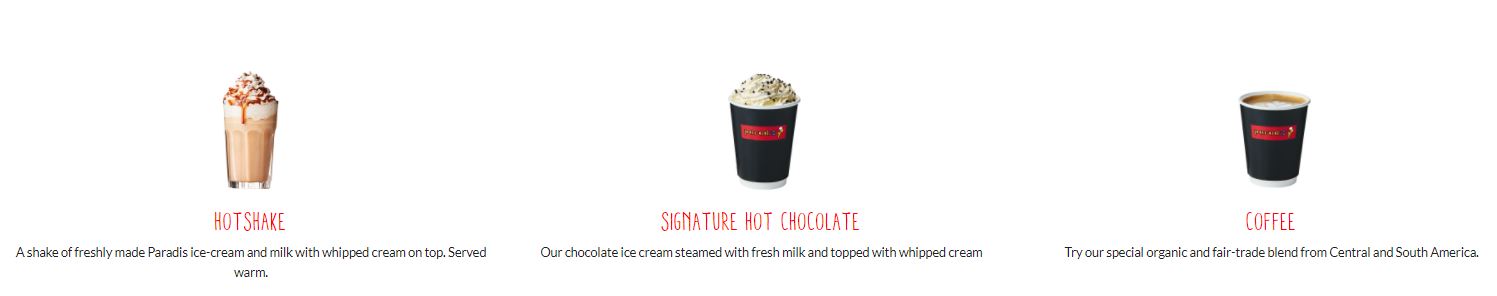 HOTSHAKE
A shake of freshly made Paradis ice-cream and milk with whipped cream on top. Served
warm.
SIGNATURE HOT CHOCOLATE
Our chocolate ice cream steamed with fresh milk and topped with whipped cream
COFFEE
Try our special organic and fair-trade blend from Central and South America.